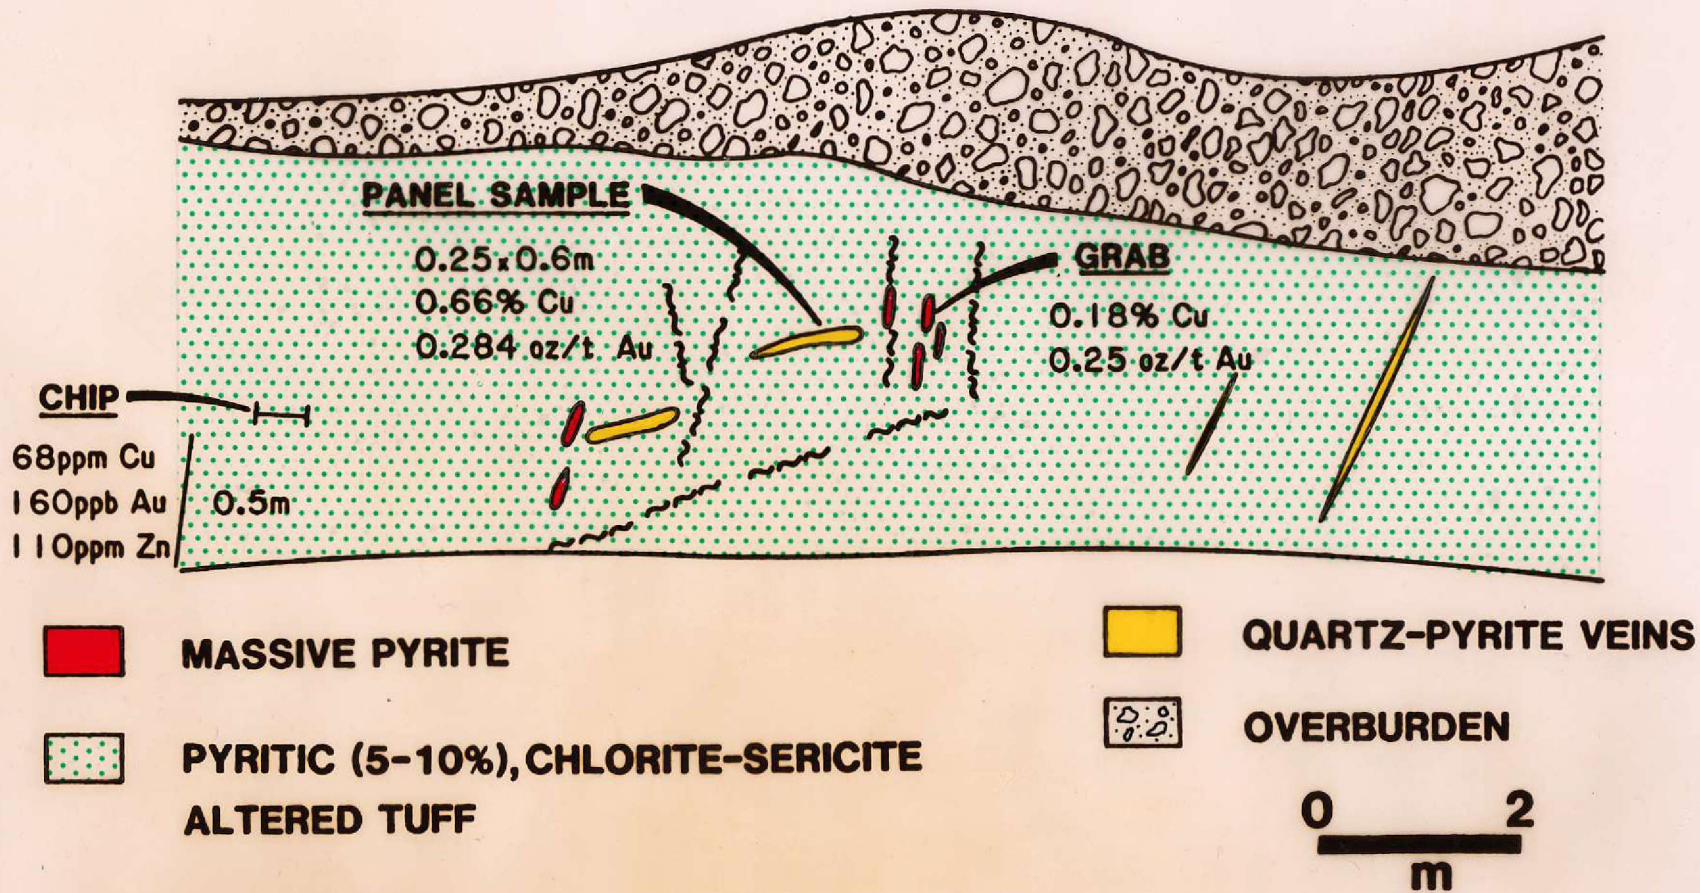 PANEL SAMPLE
0.25x0.6m
0.66% Cu
0.284 oz/t Au
GRAB
0.18% Cu
0.25 oz/t Au
CHIP
68ppm Cu
160ppb Au
110ppm Zn
0.5m
MASSIVE PYRITE
PYRITIC (5-10%), CHLORITE-SERICITE
ALTERED TUFF
QUARTZ-PYRITE VEINS
OVERBURDEN
0 2
m